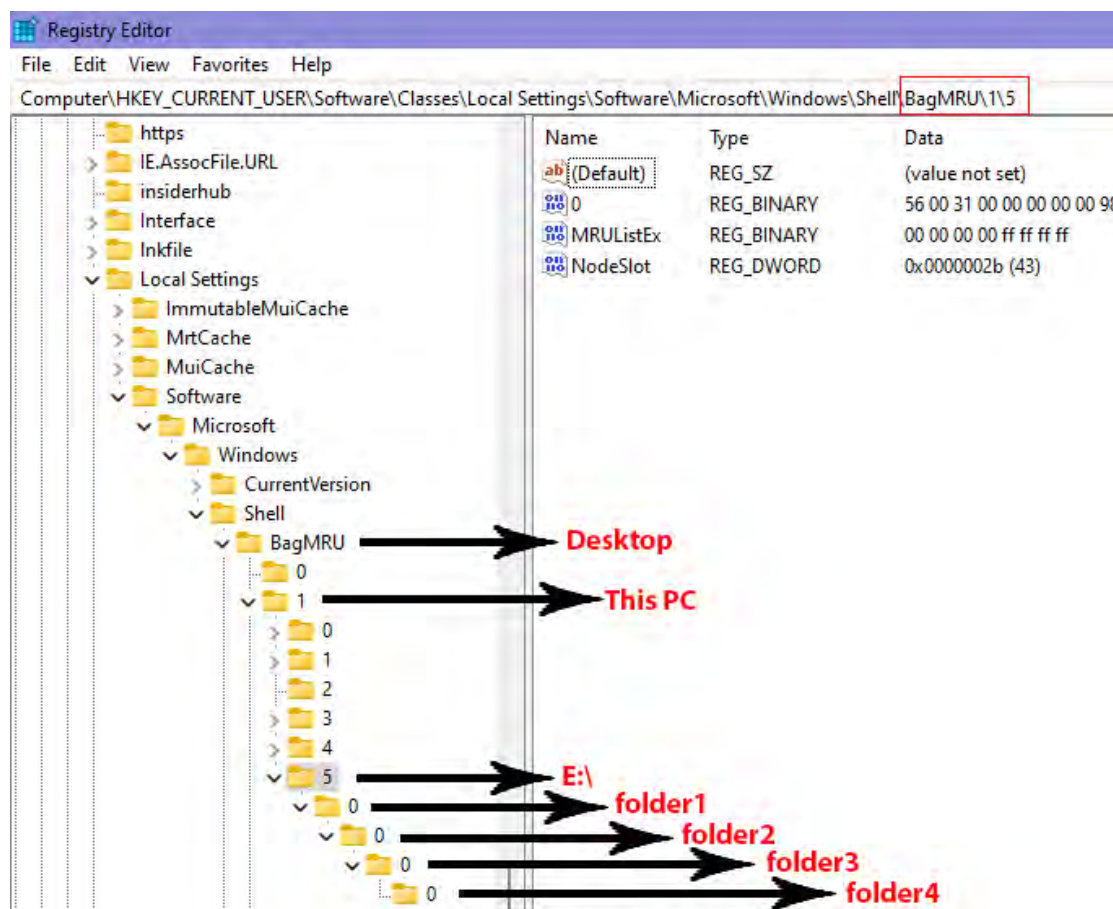 Registry Editor
File Edit View Favorites Help
Computer\HKEY_CURRENT_USER\Software\Classes\Local Settings\Software\Microsoft\Windows\Shell\BagMRU\1\5
https
IE.AssocFile.URL
insiderhub
Interface
lnkfile
Local Settings
ImmutableMuiCache
MrtCache
MuiCache
Software
Microsoft
Windows
CurrentVersion
Shell
BagMRU Desktop
0
1 This PC
0
1
2
3
4
5 E:\
0 folder1
0 folder2
0 folder3
0 folder4
Name Type Data
(Default) REG_SZ (value not set)
0 REG_BINARY 56 00 31 00 00 00 00 00 98
MRUListEx REG_BINARY 00 00 00 00 ff ff ff ff
NodeSlot REG_DWORD 0x0000002b (43)